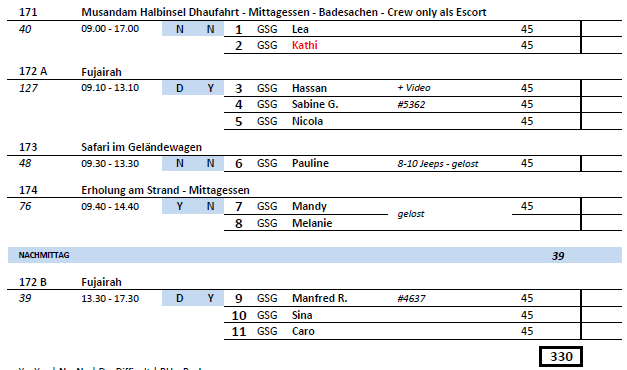 171 Musandam Halbinsel Dhaufahrt - Mittagessen - Badesachen - Crew only als Escort
40 09.00 - 17.00 N N 1 GSG Lea 45
2 GSG Kathi 45
172 A Fujairah
127 09.10 - 13.10 D Y 3 GSG Hassan + Video 45
4 GSG Sabine G. #5362 45
5 GSG Nicola 45
173 Safari im Geländewagen
48 09.30 - 13.30 N N 6 GSG Pauline 8-10 Jeeps - gelost 45
174 Erholung am Strand - Mittagessen
76 09.40 - 14.40 Y N 7 GSG Mandy 45
gelost
8 GSG Melanie
NACHMITTAG 39
172 B Fujairah
39 13.30 - 17.30 D Y 9 GSG Manfred R. #4637 45
10 GSG Sina 45
11 GSG Caro 45
330